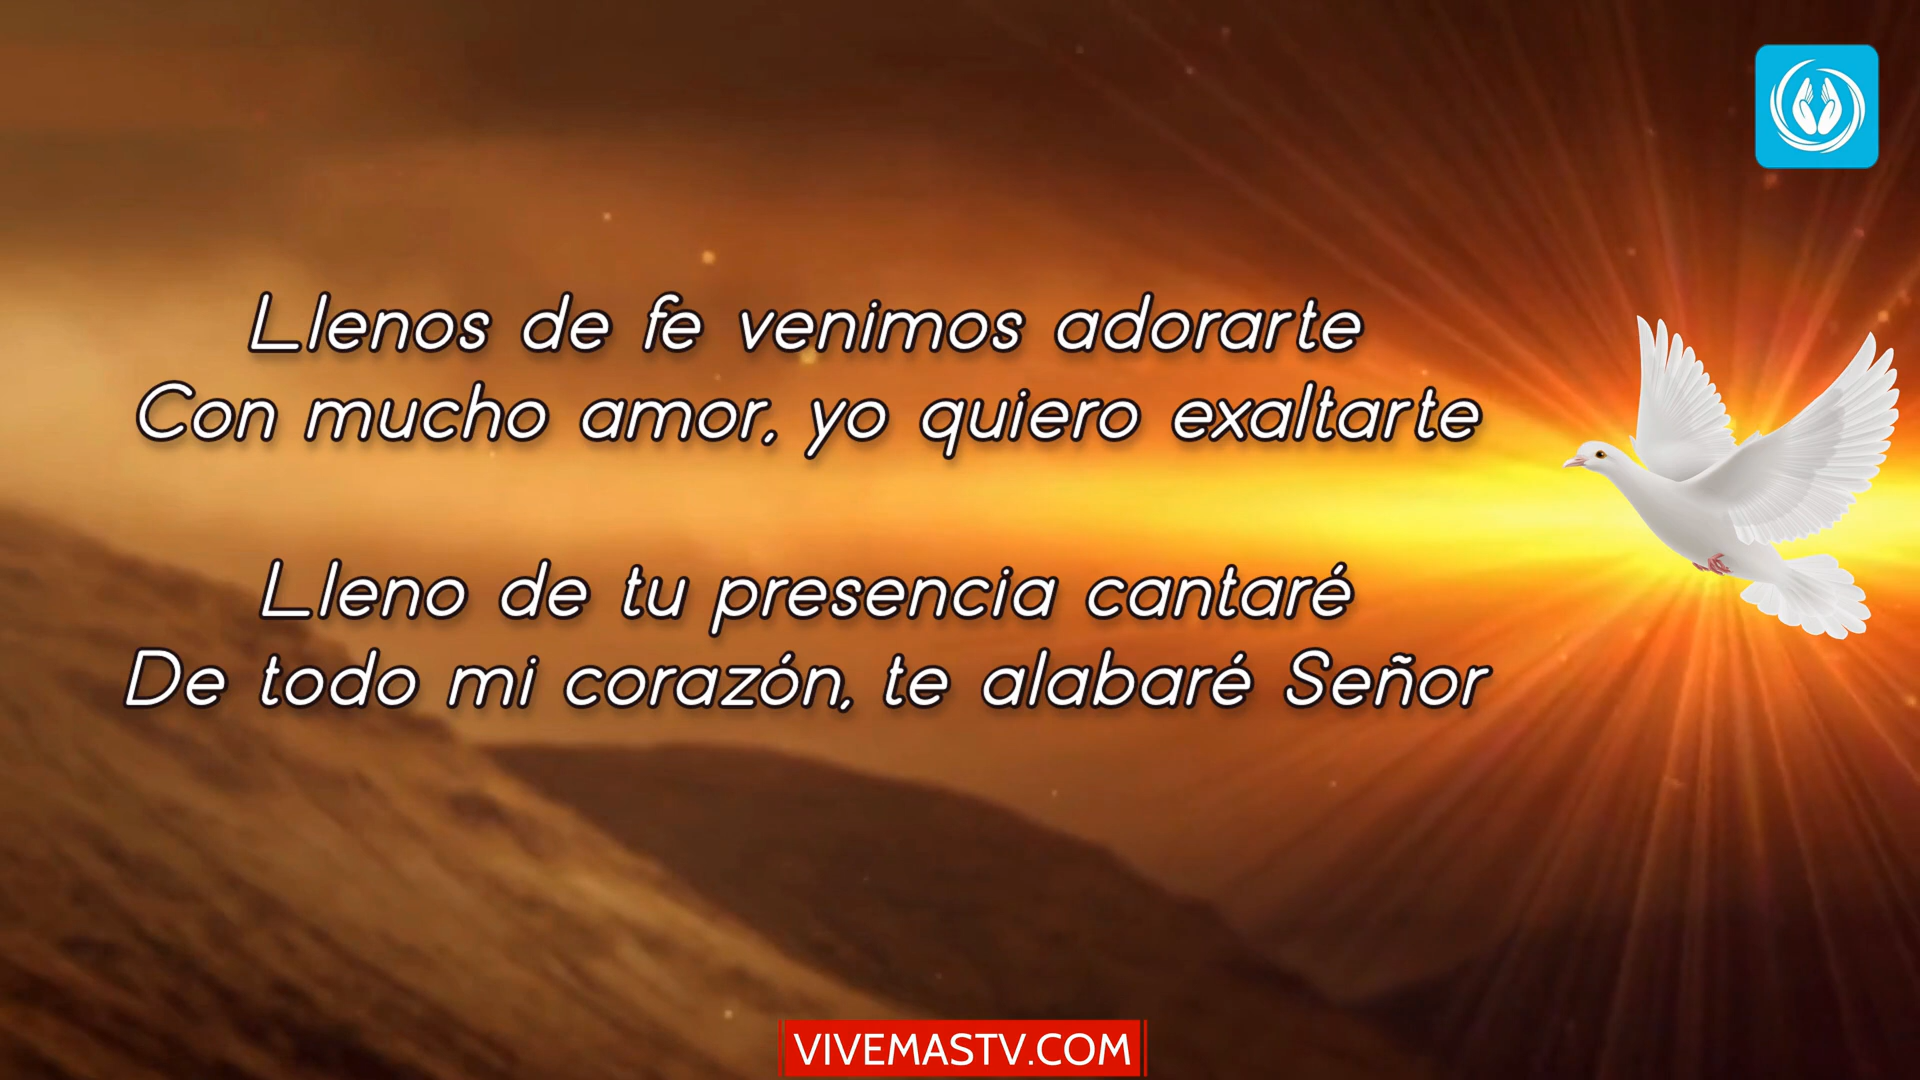 Llenos de fe venimos adorarte
Con mucho amor, yo quiero exaltarte
Lleno de tu presencia cantaré
De todo mi corazón, te alabaré Señor
VIVEMASTV.COM